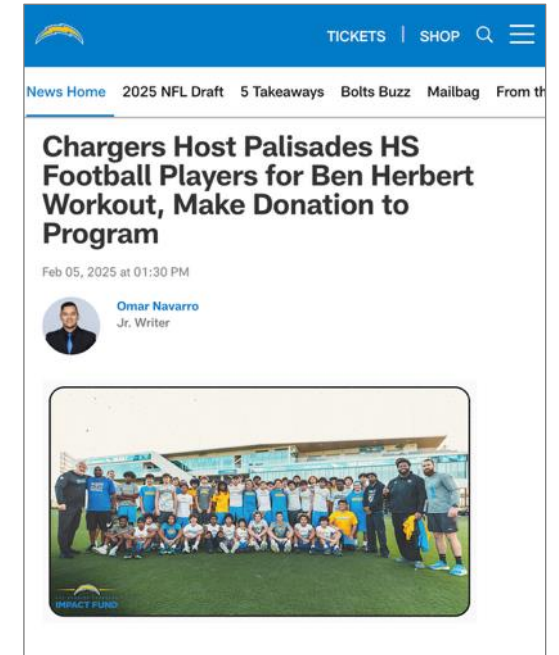 TICKETS | SHOP
News Home 2025 NFL Draft 5 Takeaways Bolts Buzz Mailbag From th
Chargers Host Palisades HS
Football Players for Ben Herbert
Workout, Make Donation to
Program
Feb 05, 2025 at 01:30 PM
Omar Navarro
Jr. Writer
IMPACT FUND